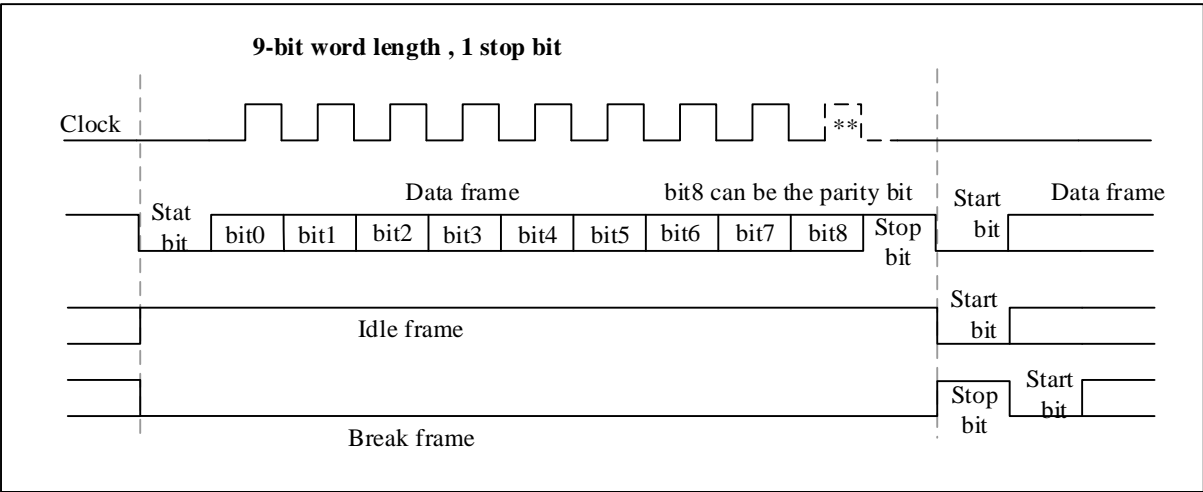 9-bit word length , 1 stop bit
Clock
**
Data frame
bit8 can be the parity bit
Data frame
Stat
bit
bit0
bit1
bit2
bit3
bit4
bit5
bit6
bit7
bit8
Stop
bit
Start
bit
Idle frame
Start
bit
Break frame
Stop
bit
Start
bit